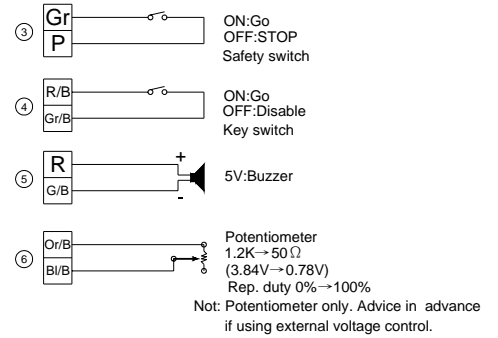 ③ Gr ON:Go
P OFF:STOP
Safety switch
④ R/B ON:Go
Gr/B OFF:Disable
Key switch
⑤ R +
5V:Buzzer
G/B -
⑥ Or/B Potentiometer
1.2K→50Ω
Bl/B (3.84V→0.78V)
Rep. duty 0%→100%
Not: Potentiometer only. Advice in advance
if using external voltage control.